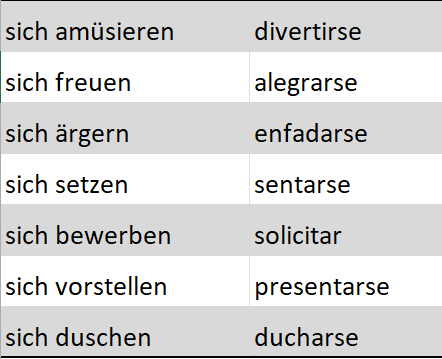 sich amüsieren divertirse
sich freuen alegrarse
sich ärgern enfadarse
sich setzen sentarse
sich bewerben solicitar
sich vorstellen presentarse
sich duschen ducharse